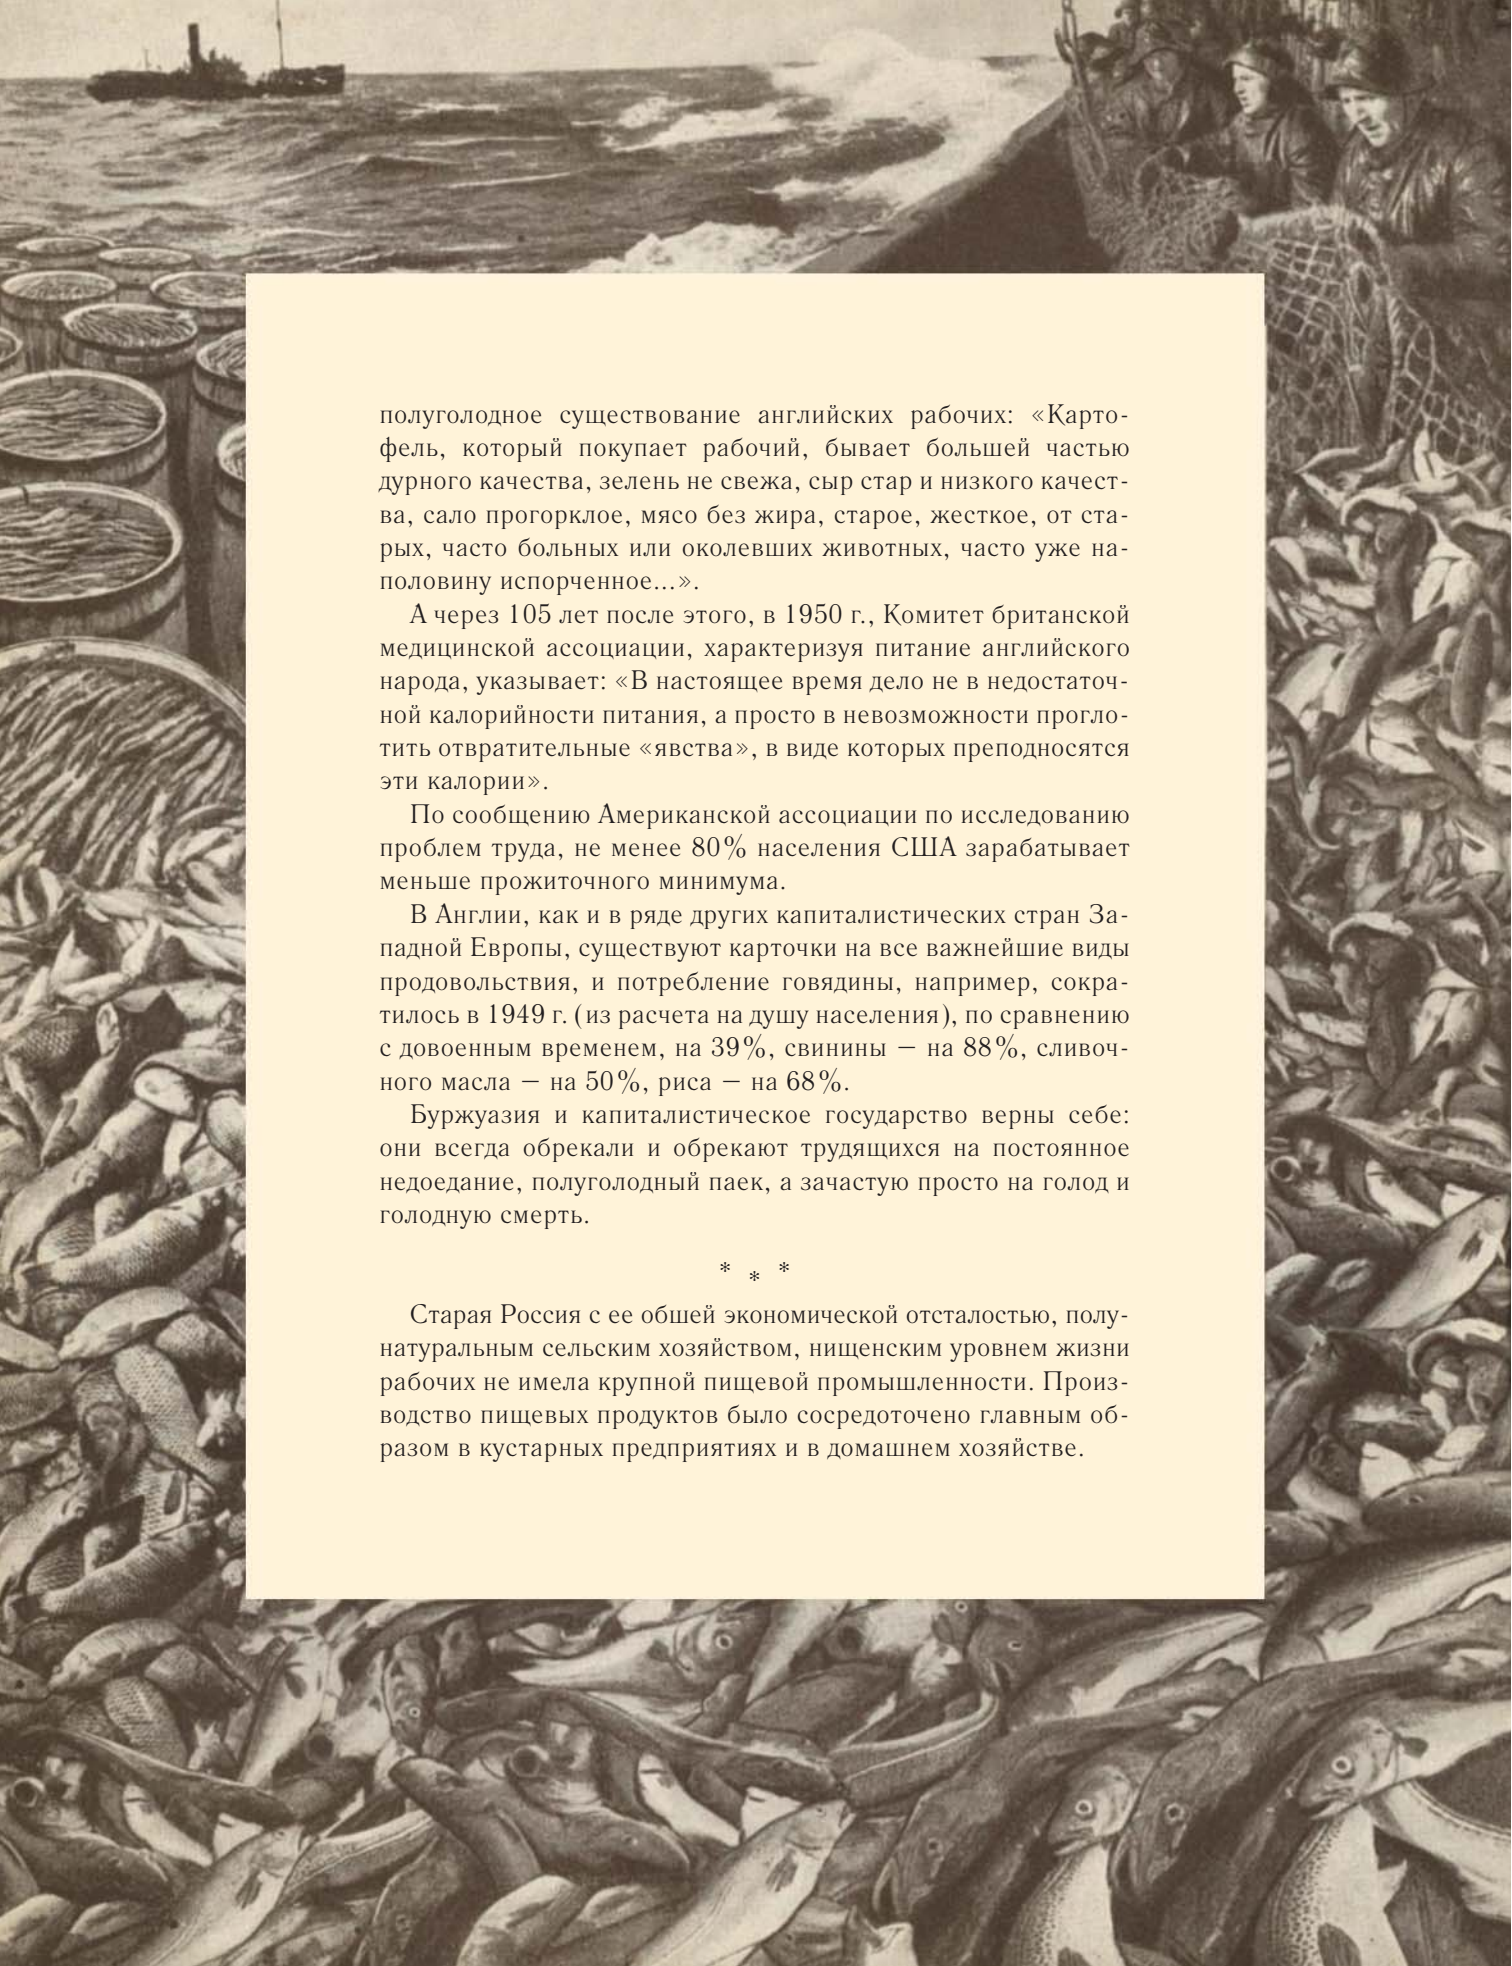 полуголодное существование английских рабочих: «Карто-
фель, который покупает рабочий, бывает большей частью
дурного качества, зелень не свежа, сыр стар и низкого качест-
ва, сало прогорклое, мясо без жира, старое, жесткое, от ста-
рых, часто больных или околевших животных, часто уже на-
половину испорченное...».
А через 105 лет после этого, в 1950 г., Комитет британской
медицинской ассоциации, характеризуя питание английского
народа, указывает: «В настоящее время дело не в недостаточ-
ной калорийности питания, а просто в невозможности прогло-
тить отвратительные «явства», в виде которых преподносятся
эти калории».
По сообщению Американской ассоциации по исследованию
проблем труда, не менее 80% населения США зарабатывает
меньше прожиточного минимума.
В Англии, как и в ряде других капиталистических стран За-
падной Европы, существуют карточки на все важнейшие виды
продовольствия, и потребление говядины, например, сокра-
тилось в 1949 г. (из расчета на душу населения), по сравнению
с довоенным временем, на 39%, свинины — на 88%, сливоч-
ного масла — на 50%, риса — на 68%.
Буржуазия и капиталистическое государство верны себе:
они всегда обрекали и обрекают трудящихся на постоянное
недоедание, полуголодный паек, а зачастую просто на голод и
голодную смерть.
* * *
Старая Россия с ее обшей экономической отсталостью, полу-
натуральным сельским хозяйством, нищенским уровнем жизни
рабочих не имела крупной пищевой промышленности. Произ-
водство пищевых продуктов было сосредоточено главным об-
разом в кустарных предприятиях и в домашнем хозяйстве.